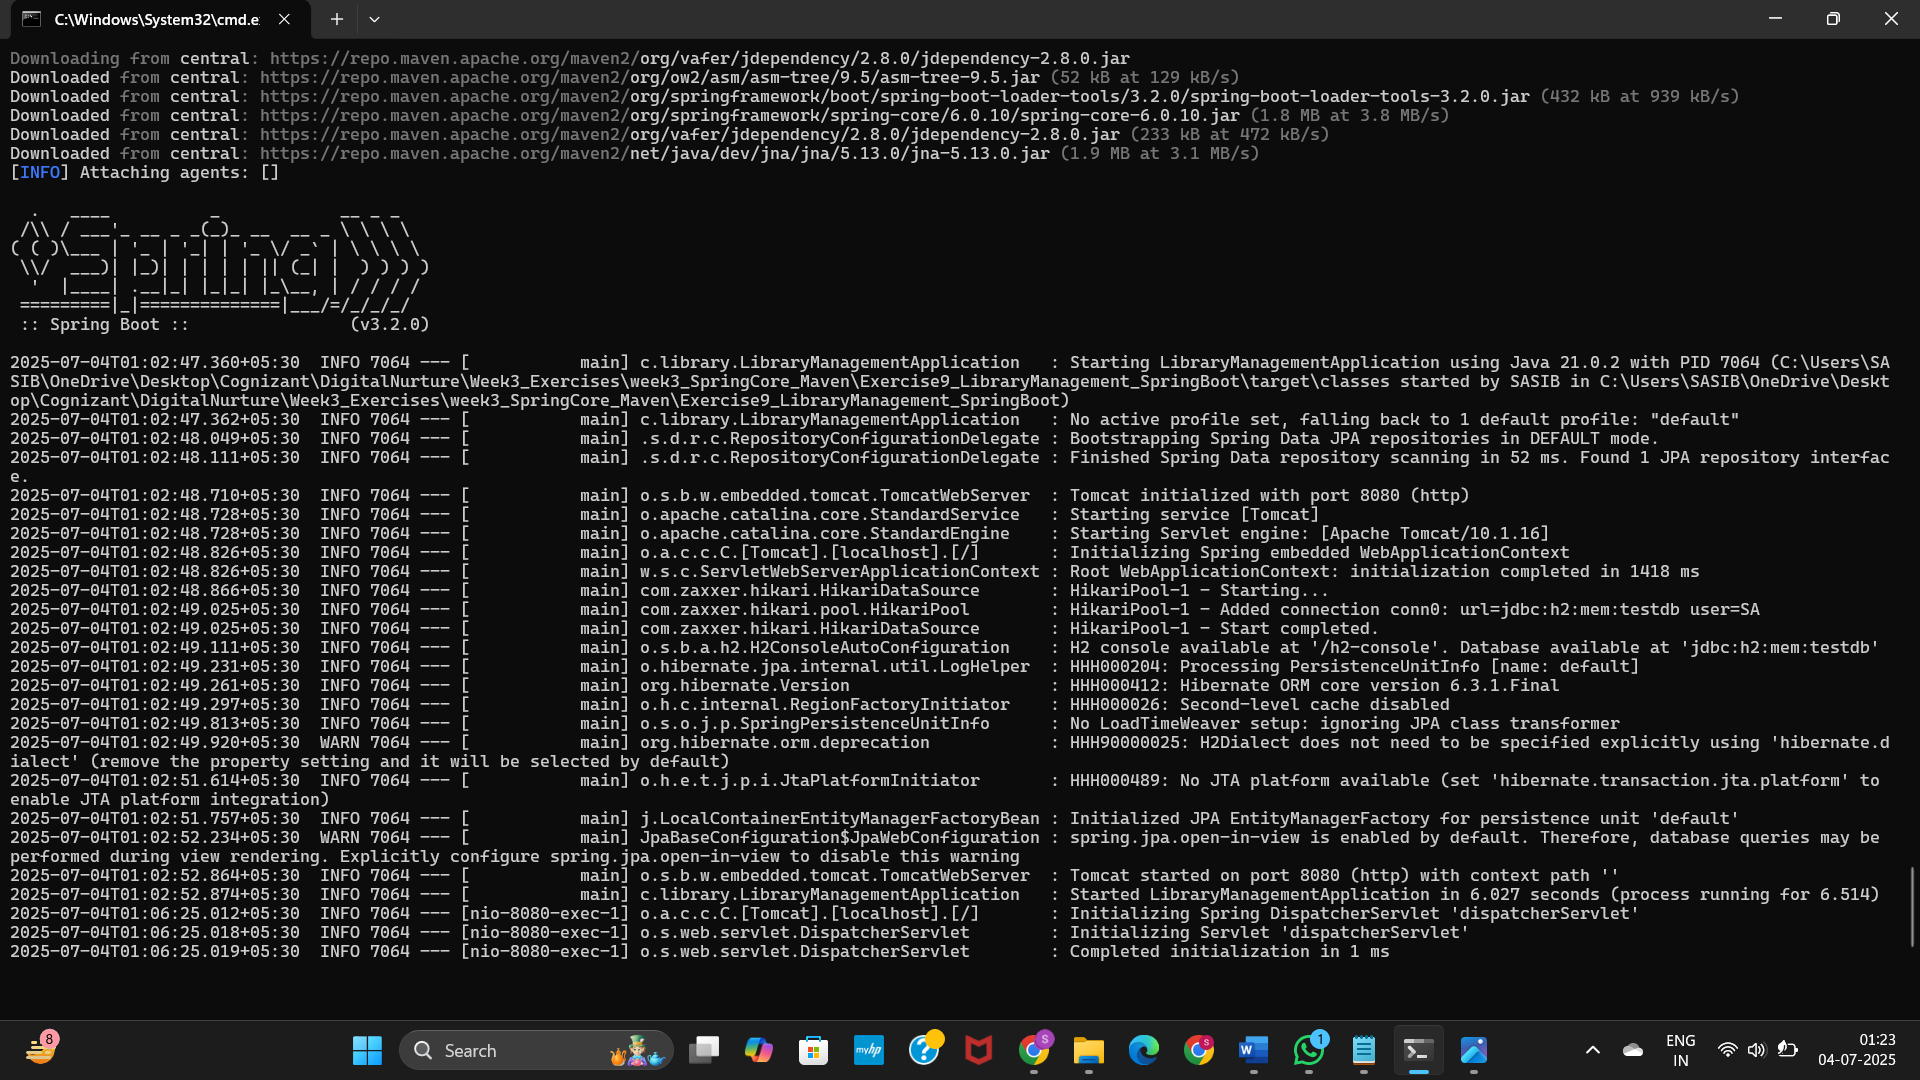 C:\Windows\System32\cmd.e
Downloading from central: https://repo.maven.apache.org/maven2/org/vafer/jdependency/2.8.0/jdependency-2.8.0.jar
Downloaded from central: https://repo.maven.apache.org/maven2/org/ow2/asm/asm-tree/9.5/asm-tree-9.5.jar (52 kB at 129 kB/s)
Downloaded from central: https://repo.maven.apache.org/maven2/org/springframework/boot/spring-boot-loader-tools/3.2.0/spring-boot-loader-tools-3.2.0.jar (432 kB at 939 kB/s)
Downloaded from central: https://repo.maven.apache.org/maven2/org/springframework/spring-core/6.0.10/spring-core-6.0.10.jar (1.8 MB at 3.8 MB/s)
Downloaded from central: https://repo.maven.apache.org/maven2/org/vafer/jdependency/2.8.0/jdependency-2.8.0.jar (233 kB at 472 kB/s)
Downloaded from central: https://repo.maven.apache.org/maven2/net/java/dev/jna/jna/5.13.0/jna-5.13.0.jar (1.9 MB at 3.1 MB/s)
[INFO] Attaching agents: []
  .   ____          _            __ _ _
 /\\ / ___'_ __ _ _(_)_ __  __ _ \ \ \ \
( ( )\___ | '_ | '_| | '_ \/ _` | \ \ \ \
 \\/  ___)| |_)| | | | | || (_| |  ) ) ) )
  '  |____| .__|_| |_|_| |_\__, | / / / /
 =========|_|==============|___/=/_/_/_/
 :: Spring Boot ::                (v3.2.0)
2025-07-04T01:02:47.360+05:30  INFO 7064 --- [           main] c.library.LibraryManagementApplication   : Starting LibraryManagementApplication using Java 21.0.2 with PID 7064 (C:\Users\SA
SIB\OneDrive\Desktop\Cognizant\DigitalNurture\Week3_Exercises\week3_SpringCore_Maven\Exercise9_LibraryManagement_SpringBoot\target\classes started by SASIB in C:\Users\SASIB\OneDrive\Deskt
op\Cognizant\DigitalNurture\Week3_Exercises\week3_SpringCore_Maven\Exercise9_LibraryManagement_SpringBoot)
2025-07-04T01:02:47.362+05:30  INFO 7064 --- [           main] c.library.LibraryManagementApplication   : No active profile set, falling back to 1 default profile: "default"
2025-07-04T01:02:48.049+05:30  INFO 7064 --- [           main] .s.d.r.c.RepositoryConfigurationDelegate : Bootstrapping Spring Data JPA repositories in DEFAULT mode.
2025-07-04T01:02:48.111+05:30  INFO 7064 --- [           main] .s.d.r.c.RepositoryConfigurationDelegate : Finished Spring Data repository scanning in 52 ms. Found 1 JPA repository interfac
e.
2025-07-04T01:02:48.710+05:30  INFO 7064 --- [           main] o.s.b.w.embedded.tomcat.TomcatWebServer  : Tomcat initialized with port 8080 (http)
2025-07-04T01:02:48.728+05:30  INFO 7064 --- [           main] o.apache.catalina.core.StandardService   : Starting service [Tomcat]
2025-07-04T01:02:48.728+05:30  INFO 7064 --- [           main] o.apache.catalina.core.StandardEngine    : Starting Servlet engine: [Apache Tomcat/10.1.16]
2025-07-04T01:02:48.826+05:30  INFO 7064 --- [           main] o.a.c.c.C.[Tomcat].[localhost].[/]       : Initializing Spring embedded WebApplicationContext
2025-07-04T01:02:48.826+05:30  INFO 7064 --- [           main] w.s.c.ServletWebServerApplicationContext : Root WebApplicationContext: initialization completed in 1418 ms
2025-07-04T01:02:48.866+05:30  INFO 7064 --- [           main] com.zaxxer.hikari.HikariDataSource       : HikariPool-1 - Starting...
2025-07-04T01:02:49.025+05:30  INFO 7064 --- [           main] com.zaxxer.hikari.pool.HikariPool        : HikariPool-1 - Added connection conn0: url=jdbc:h2:mem:testdb user=SA
2025-07-04T01:02:49.025+05:30  INFO 7064 --- [           main] com.zaxxer.hikari.HikariDataSource       : HikariPool-1 - Start completed.
2025-07-04T01:02:49.111+05:30  INFO 7064 --- [           main] o.s.b.a.h2.H2ConsoleAutoConfiguration    : H2 console available at '/h2-console'. Database available at 'jdbc:h2:mem:testdb'
2025-07-04T01:02:49.231+05:30  INFO 7064 --- [           main] o.hibernate.jpa.internal.util.LogHelper  : HHH000204: Processing PersistenceUnitInfo [name: default]
2025-07-04T01:02:49.261+05:30  INFO 7064 --- [           main] org.hibernate.Version                    : HHH000412: Hibernate ORM core version 6.3.1.Final
2025-07-04T01:02:49.297+05:30  INFO 7064 --- [           main] o.h.c.internal.RegionFactoryInitiator    : HHH000026: Second-level cache disabled
2025-07-04T01:02:49.813+05:30  INFO 7064 --- [           main] o.s.o.j.p.SpringPersistenceUnitInfo      : No LoadTimeWeaver setup: ignoring JPA class transformer
2025-07-04T01:02:49.920+05:30  WARN 7064 --- [           main] org.hibernate.orm.deprecation            : HHH90000025: H2Dialect does not need to be specified explicitly using 'hibernate.d
ialect' (remove the property setting and it will be selected by default)
2025-07-04T01:02:51.614+05:30  INFO 7064 --- [           main] o.h.e.t.j.p.i.JtaPlatformInitiator       : HHH000489: No JTA platform available (set 'hibernate.transaction.jta.platform' to
enable JTA platform integration)
2025-07-04T01:02:51.757+05:30  INFO 7064 --- [           main] j.LocalContainerEntityManagerFactoryBean : Initialized JPA EntityManagerFactory for persistence unit 'default'
2025-07-04T01:02:52.234+05:30  WARN 7064 --- [           main] JpaBaseConfiguration$JpaWebConfiguration : spring.jpa.open-in-view is enabled by default. Therefore, database queries may be
performed during view rendering. Explicitly configure spring.jpa.open-in-view to disable this warning
2025-07-04T01:02:52.864+05:30  INFO 7064 --- [           main] o.s.b.w.embedded.tomcat.TomcatWebServer  : Tomcat started on port 8080 (http) with context path ''
2025-07-04T01:02:52.874+05:30  INFO 7064 --- [           main] c.library.LibraryManagementApplication   : Started LibraryManagementApplication in 6.027 seconds (process running for 6.514)
2025-07-04T01:06:25.012+05:30  INFO 7064 --- [nio-8080-exec-1] o.a.c.c.C.[Tomcat].[localhost].[/]       : Initializing Spring DispatcherServlet 'dispatcherServlet'
2025-07-04T01:06:25.018+05:30  INFO 7064 --- [nio-8080-exec-1] o.s.web.servlet.DispatcherServlet        : Initializing Servlet 'dispatcherServlet'
2025-07-04T01:06:25.019+05:30  INFO 7064 --- [nio-8080-exec-1] o.s.web.servlet.DispatcherServlet        : Completed initialization in 1 ms
8
Search
myhp
S
S
1
ENG
IN
01:23
04-07-2025